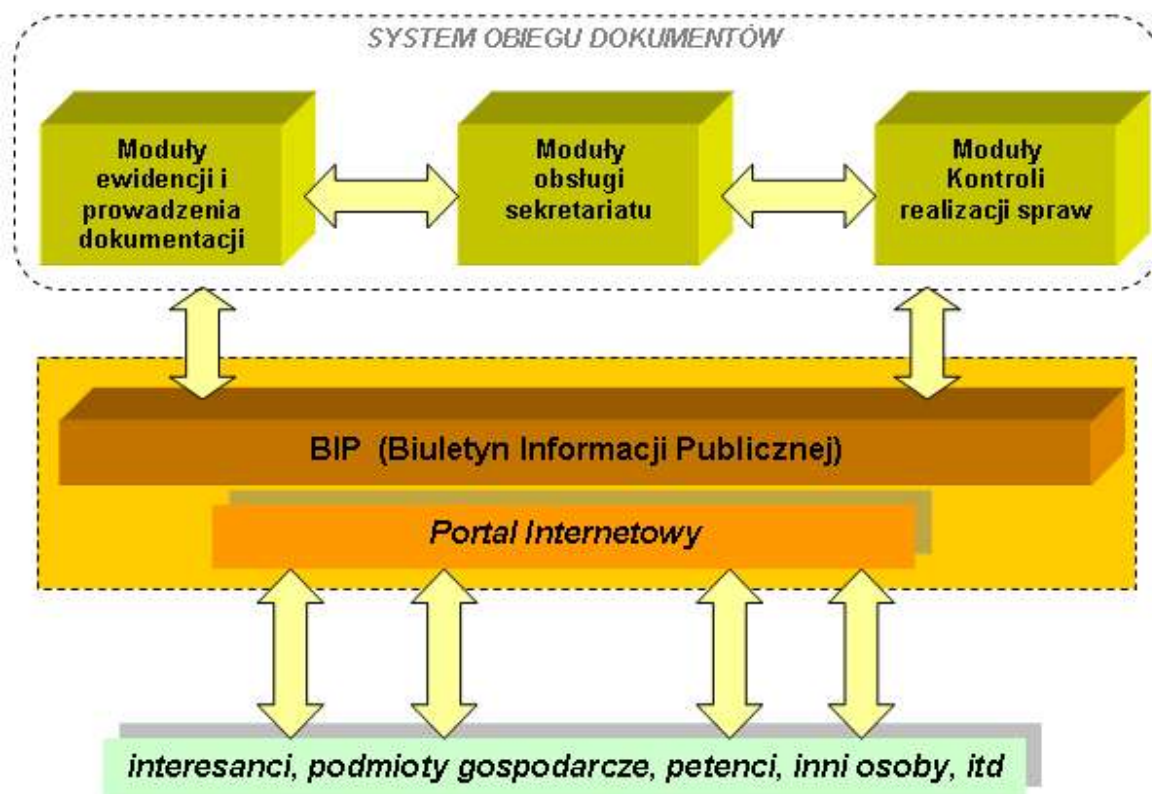 SYSTEM OBIEGU DOKUMENTÓW
Moduły
ewidencji i
prowadzenia
dokumentacji
Moduły
obsługi
sekretariatu
Moduły
Kontroli
realizacji spraw
BIP (Biuletyn Informacji Publicznej)
Portal Internetowy
interesanci, podmioty gospodarcze, petenci, inni osoby, itd